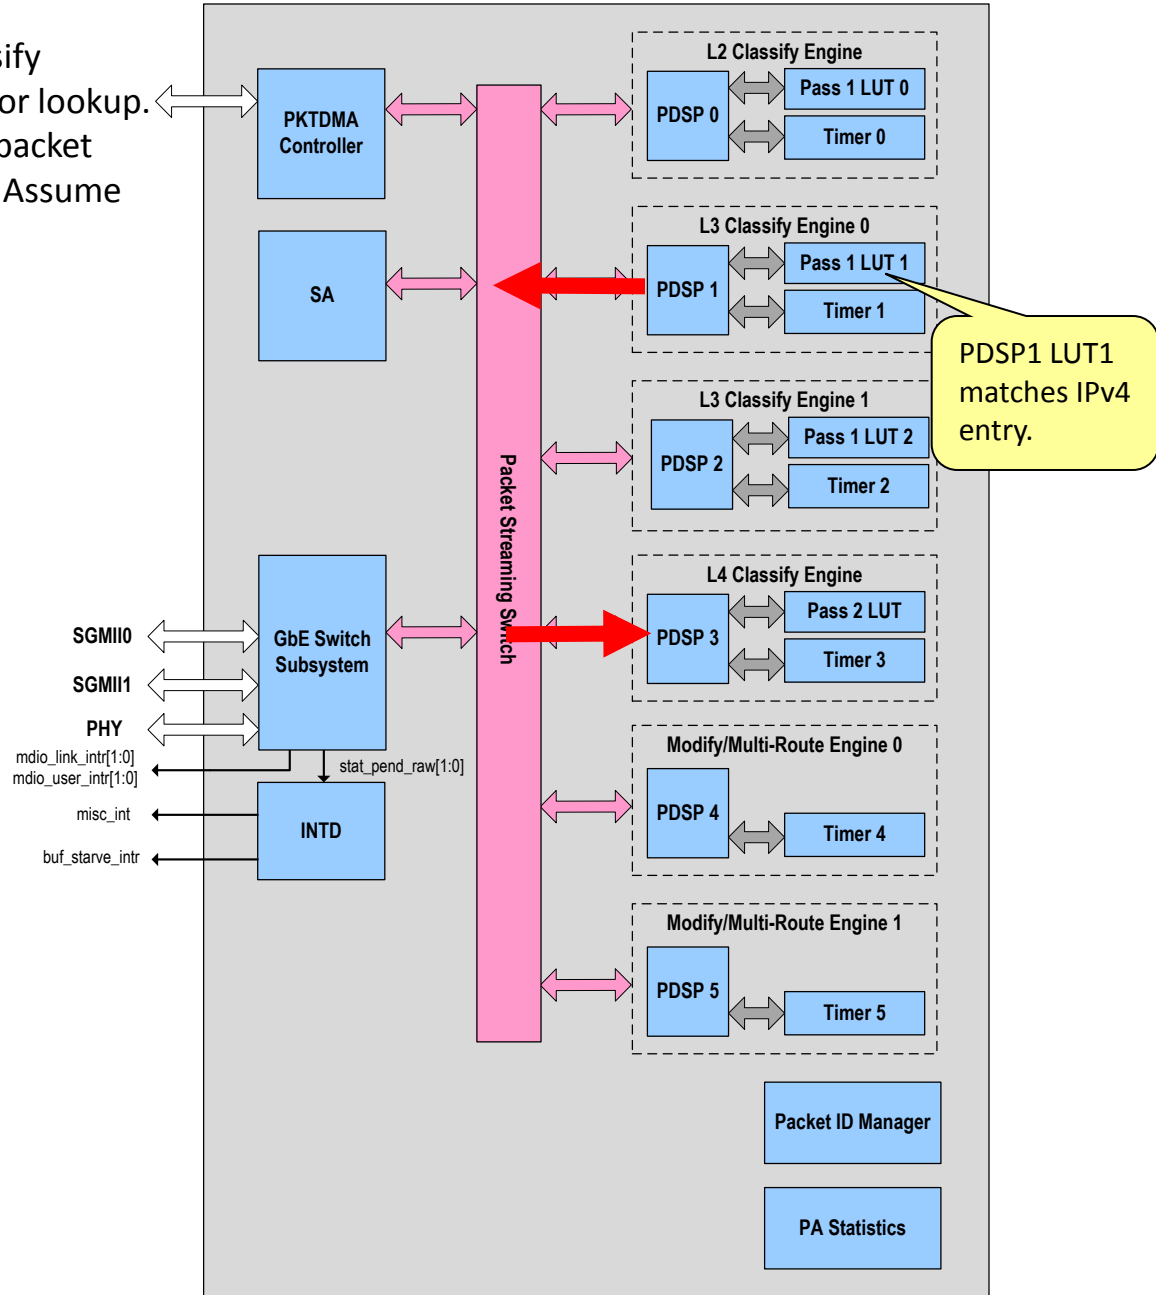 sify
or lookup.
packet
Assume
PKTDMA
Controller
SA
GbE Switch
Subsystem
SGMII0
SGMII1
PHY
mdio_link_intr[1:0]
mdio_user_intr[1:0]
stat_pend_raw[1:0]
misc_int
INTD
buf_starve_intr
Packet Streaming Switch
L2 Classify Engine
PDSP 0
Pass 1 LUT 0
Timer 0
L3 Classify Engine 0
PDSP 1
Pass 1 LUT 1
Timer 1
PDSP1 LUT1
matches IPv4
entry.
L3 Classify Engine 1
PDSP 2
Pass 1 LUT 2
Timer 2
L4 Classify Engine
PDSP 3
Pass 2 LUT
Timer 3
Modify/Multi-Route Engine 0
PDSP 4
Timer 4
Modify/Multi-Route Engine 1
PDSP 5
Timer 5
Packet ID Manager
PA Statistics